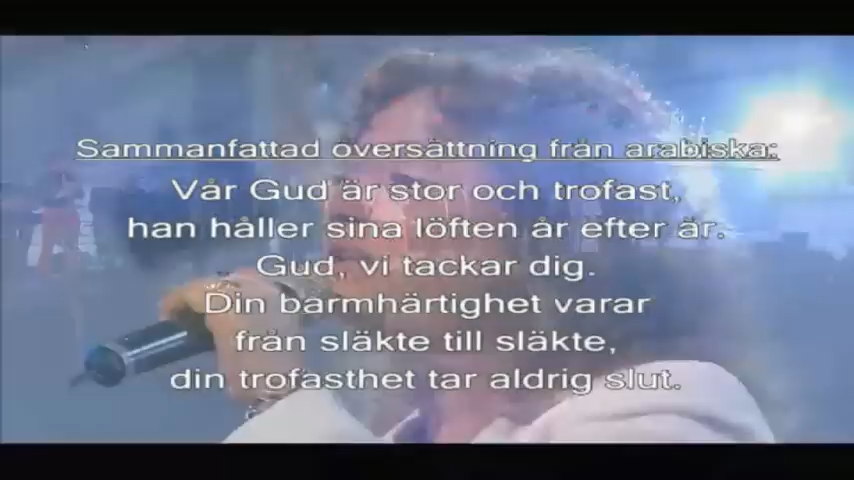 Sammanfattad översättning från arabiska:
Vår Gud är stor och trofast,
han håller sina löften år efter år.
Gud, vi tackar dig.
Din barmhärtighet varar
från släkte till släkte,
din trofasthet tar aldrig slut.